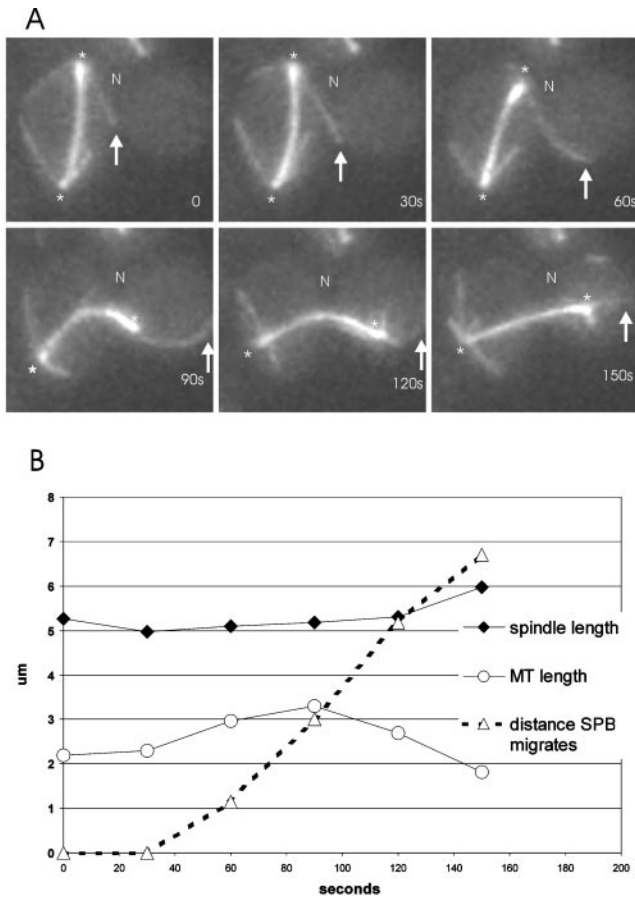 A
* N * 0
* N * 30s
* N * 60s
N * * 90s
N * * 120s
N * * 150s
B
8
7
6
5
4
3
2
1
0
um
0 20 40 60 80 100 120 140 160 180 200
seconds
spindle length
MT length
distance SPB
migrates